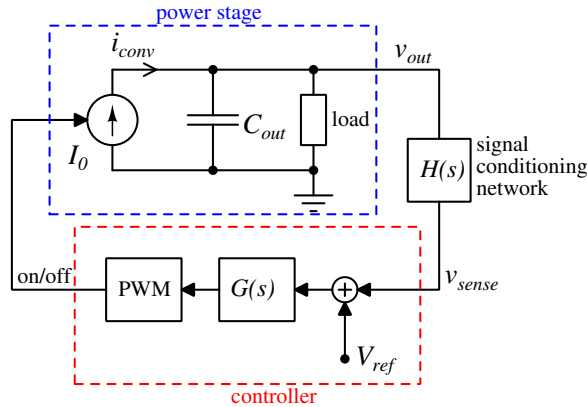 power stage
i_conv
v_out
I_0
C_out
load
H(s)
signal
conditioning
network
on/off
PWM
G(s)
+
v_sense
V_ref
controller